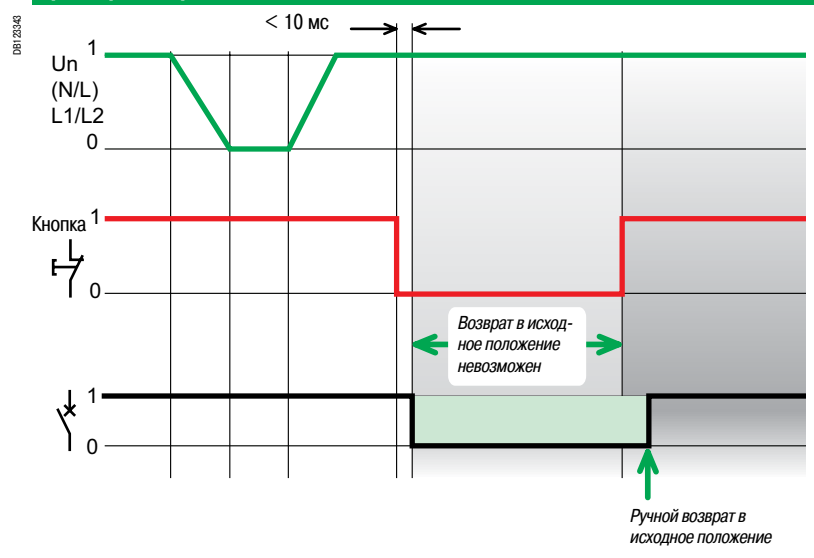 DB123343
< 10 мс
1
Un
(N/L)
L1/L2
0
Кнопка 1
0
Возврат в исход-
ное положение
невозможен
1
0
Ручной возврат в
исходное положение